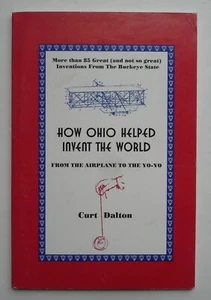 More than 85 Great (and not so great)
Inventions From The Buckeye State
HOW OHIO HELPED
INVENT THE WORLD
FROM THE AIRPLANE TO THE YO-YO
Curt Dalton